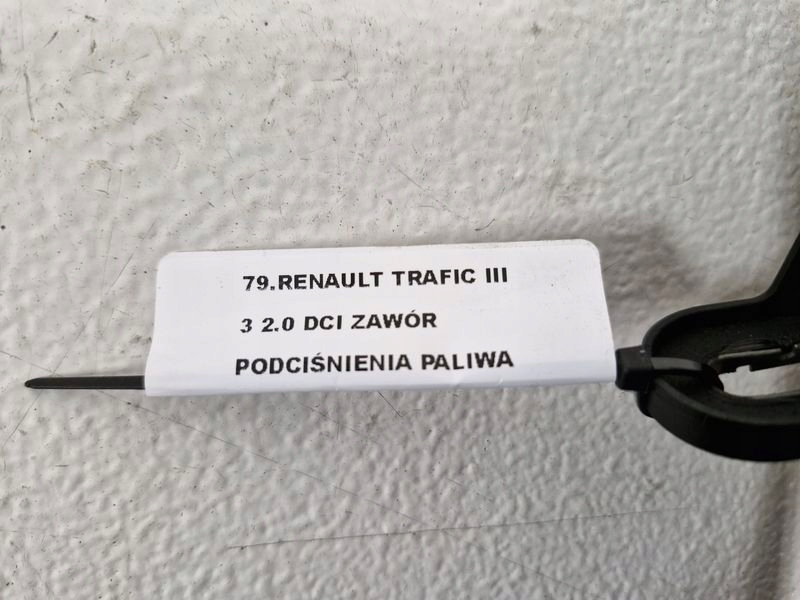 79.RENAULT TRAFIC III
3 2.0 DCI ZAWÓR
PODCIŚNIENIA PALIWA